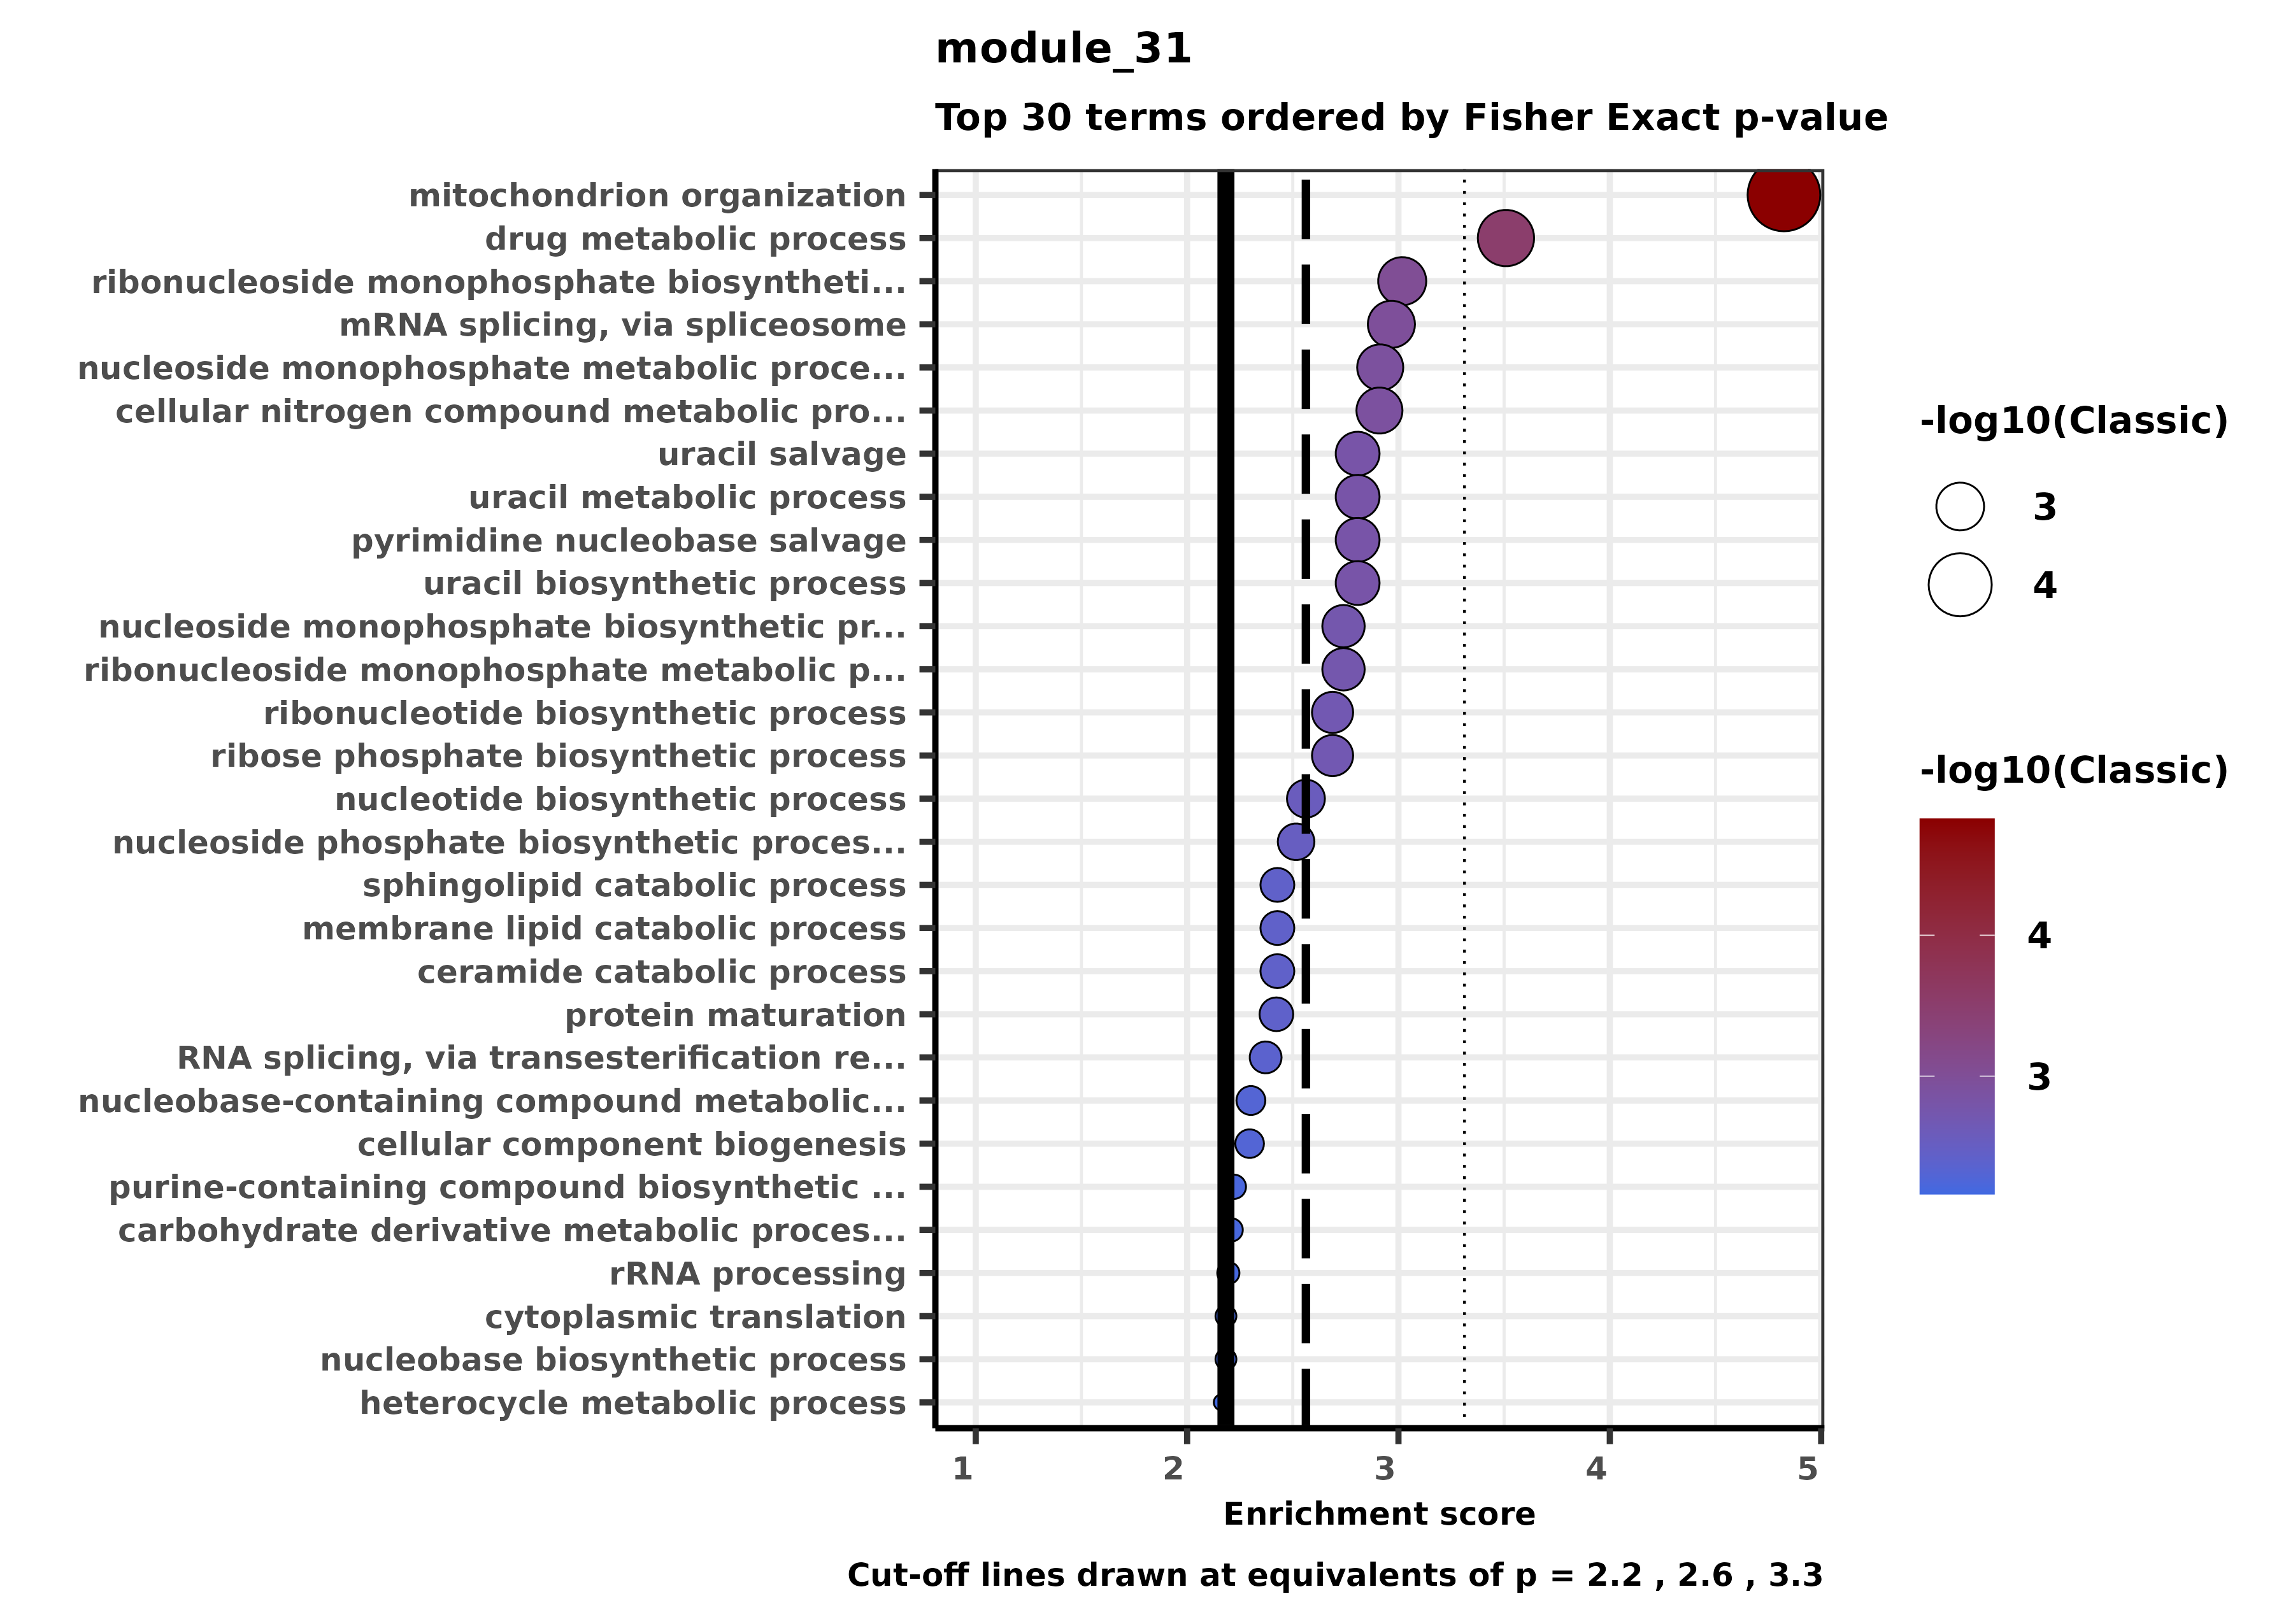 module_31
Top 30 terms ordered by Fisher Exact p-value
mitochondrion organization
drug metabolic process
ribonucleoside monophosphate biosyntheti...
mRNA splicing, via spliceosome
nucleoside monophosphate metabolic proce...
cellular nitrogen compound metabolic pro...
uracil salvage
uracil metabolic process
pyrimidine nucleobase salvage
uracil biosynthetic process
nucleoside monophosphate biosynthetic pr...
ribonucleoside monophosphate metabolic p...
ribonucleotide biosynthetic process
ribose phosphate biosynthetic process
nucleotide biosynthetic process
nucleoside phosphate biosynthetic proces...
sphingolipid catabolic process
membrane lipid catabolic process
ceramide catabolic process
protein maturation
RNA splicing, via transesterification re...
nucleobase-containing compound metabolic...
cellular component biogenesis
purine-containing compound biosynthetic ...
carbohydrate derivative metabolic proces...
rRNA processing
cytoplasmic translation
nucleobase biosynthetic process
heterocycle metabolic process
1 2 3 4 5
Enrichment score
Cut-off lines drawn at equivalents of p = 2.2 , 2.6 , 3.3
-log10(Classic)
3
4
-log10(Classic)
4
3